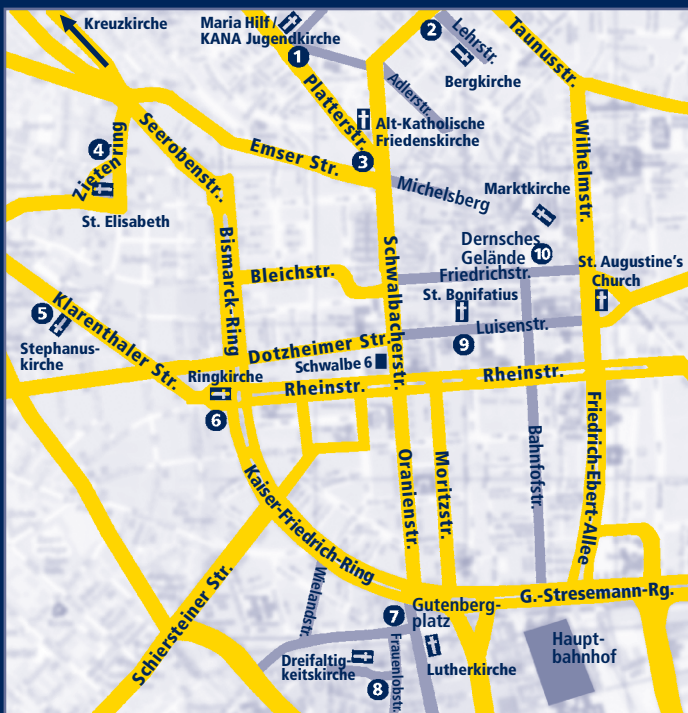 Kreuzkirche
Maria Hilf /
KANA Jugendkirche
1
2
Lehrstr.
Bergkirche
Taunusstr.
Platterstr.
Adlerstr.
Alt-Katholische
Friedenskirche
3
Seerobenstr.
Emser Str.
4
Zietenring
St. Elisabeth
Michelsberg
Marktkirche
Wilhelmstr.
Bismarck-Ring
Bleichstr.
Schwalbacherstr.
Dernsches
Gelände
10
Friedrichstr.
St. Augustine's
Church
St. Bonifatius
Luisenstr.
9
5
Klarenthaler Str.
Stephanus-
kirche
Dotzheimer Str.
Schwalbe 6
Ringkirche
6
Rheinstr.
Rheinstr.
Kaiser-Friedrich-Ring
Oranienstr.
Moritzstr.
Bahnfofstr.
Friedrich-Ebert-Allee
Schiersteiner Str.
Wielandstr.
7
Gutenberg-
platz
G.-Stresemann-Rg.
Dreifaltig-
keitskirche
8
Frauenlobstr.
Lutherkirche
Haupt-
bahnhof